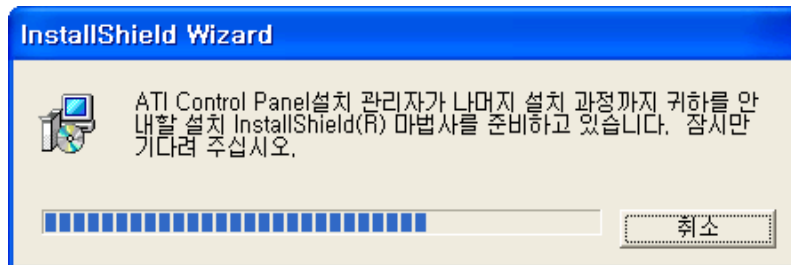 InstallShield Wizard
ATI Control Panel설치 관리자가 나머지 설치 과정까지 귀하를 안
내할 설치 InstallShield(R) 마법사를 준비하고 있습니다. 잠시만
기다려 주십시오.
취소